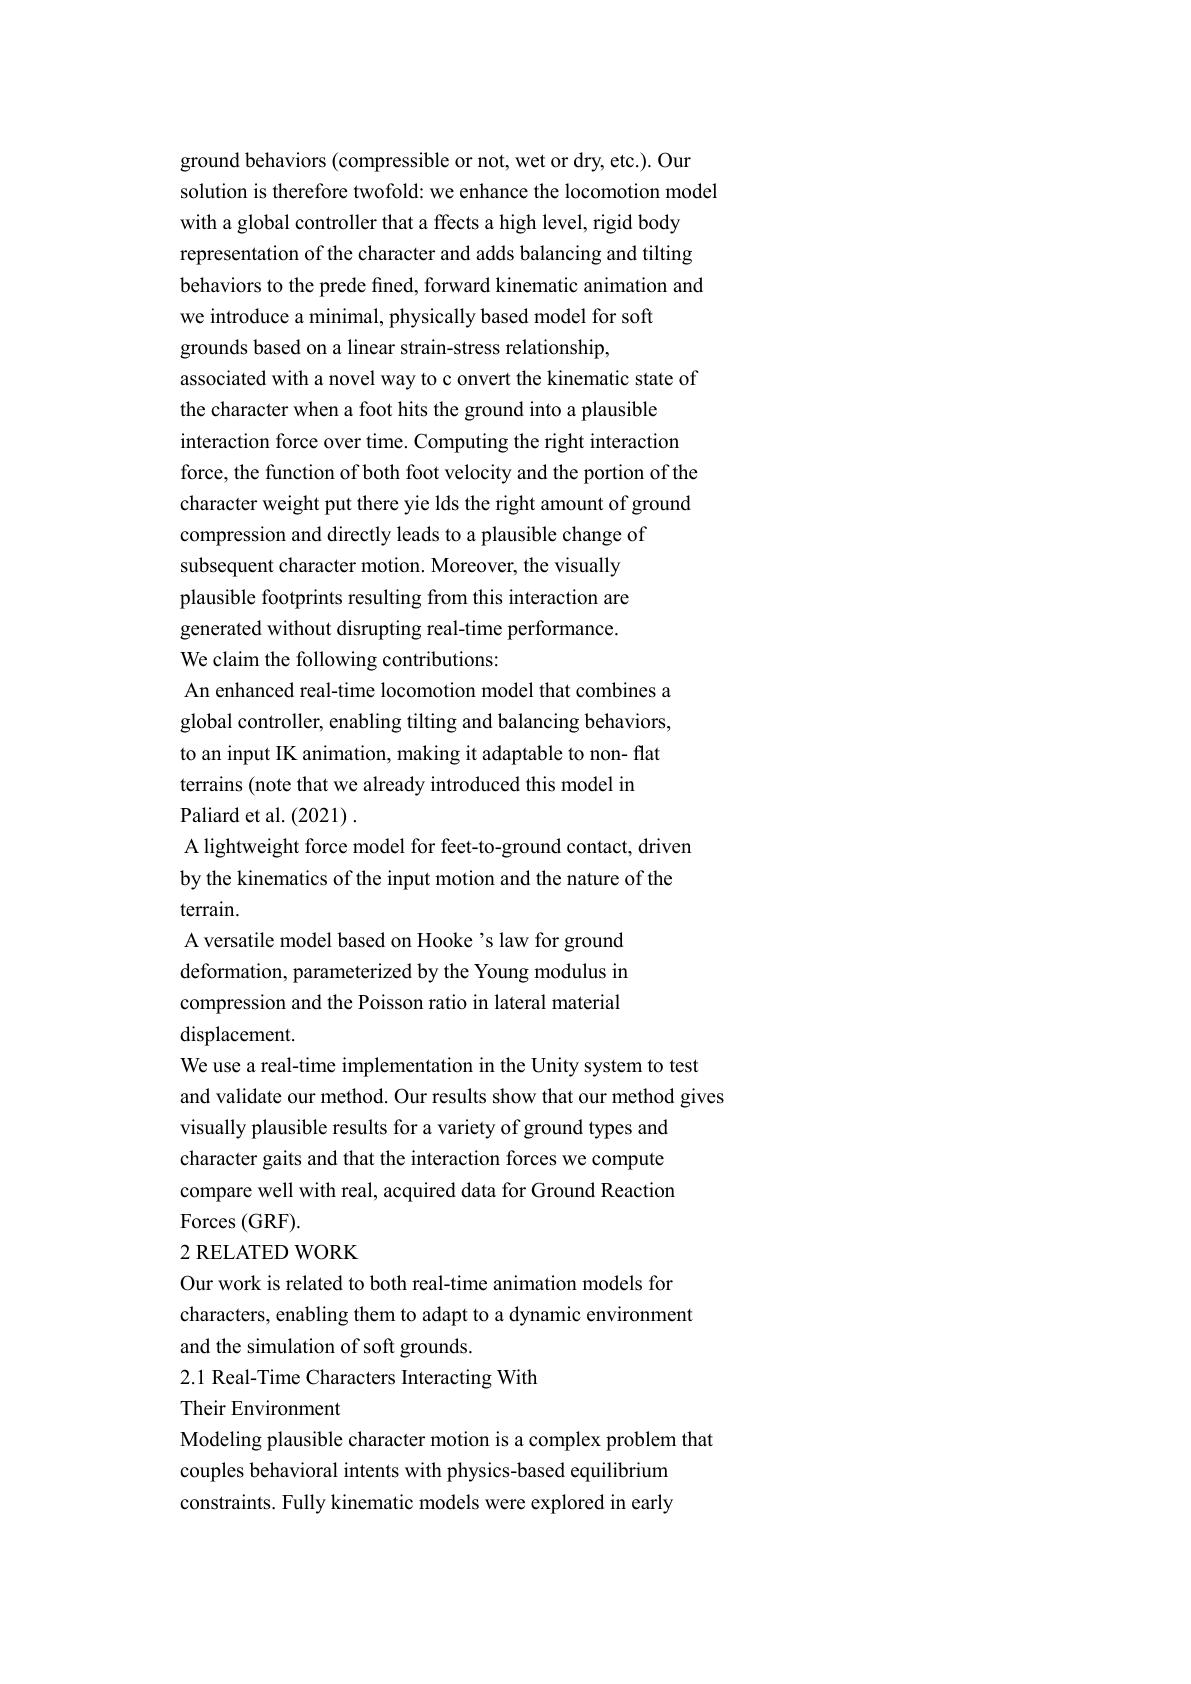 ground behaviors (compressible or not, wet or dry, etc.). Our
solution is therefore twofold: we enhance the locomotion model
with a global controller that a ffects a high level, rigid body
representation of the character and adds balancing and tilting
behaviors to the prede fined, forward kinematic animation and
we introduce a minimal, physically based model for soft
grounds based on a linear strain-stress relationship,
associated with a novel way to c onvert the kinematic state of
the character when a foot hits the ground into a plausible
interaction force over time. Computing the right interaction
force, the function of both foot velocity and the portion of the
character weight put there yie lds the right amount of ground
compression and directly leads to a plausible change of
subsequent character motion. Moreover, the visually
plausible footprints resulting from this interaction are
generated without disrupting real-time performance.
We claim the following contributions:
An enhanced real-time locomotion model that combines a
global controller, enabling tilting and balancing behaviors,
to an input IK animation, making it adaptable to non- flat
terrains (note that we already introduced this model in
Paliard et al. (2021) .
A lightweight force model for feet-to-ground contact, driven
by the kinematics of the input motion and the nature of the
terrain.
A versatile model based on Hooke ’s law for ground
deformation, parameterized by the Young modulus in
compression and the Poisson ratio in lateral material
displacement.
We use a real-time implementation in the Unity system to test
and validate our method. Our results show that our method gives
visually plausible results for a variety of ground types and
character gaits and that the interaction forces we compute
compare well with real, acquired data for Ground Reaction
Forces (GRF).
2 RELATED WORK
Our work is related to both real-time animation models for
characters, enabling them to adapt to a dynamic environment
and the simulation of soft grounds.
2.1 Real-Time Characters Interacting With
Their Environment
Modeling plausible character motion is a complex problem that
couples behavioral intents with physics-based equilibrium
constraints. Fully kinematic models were explored in early